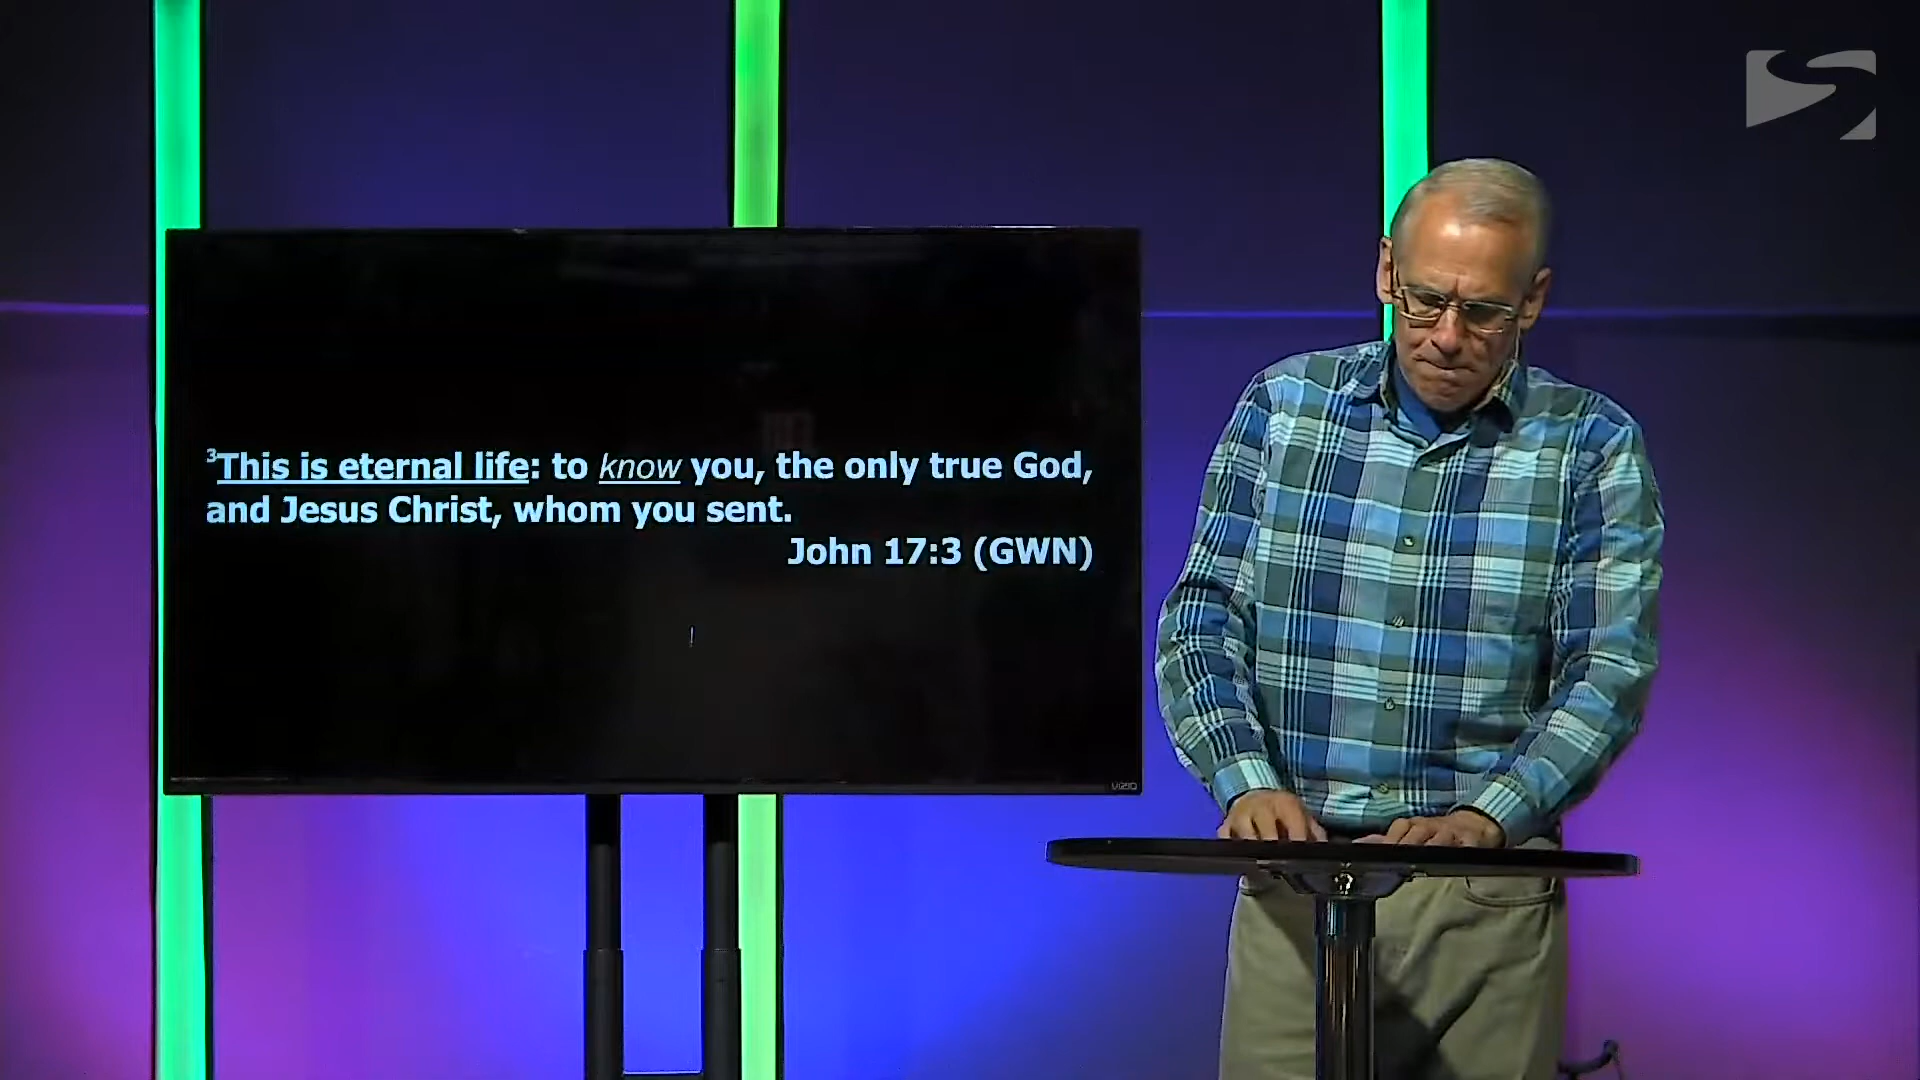 ³This is eternal life: to know you, the only true God,
and Jesus Christ, whom you sent.
John 17:3 (GWN)
VIZIO